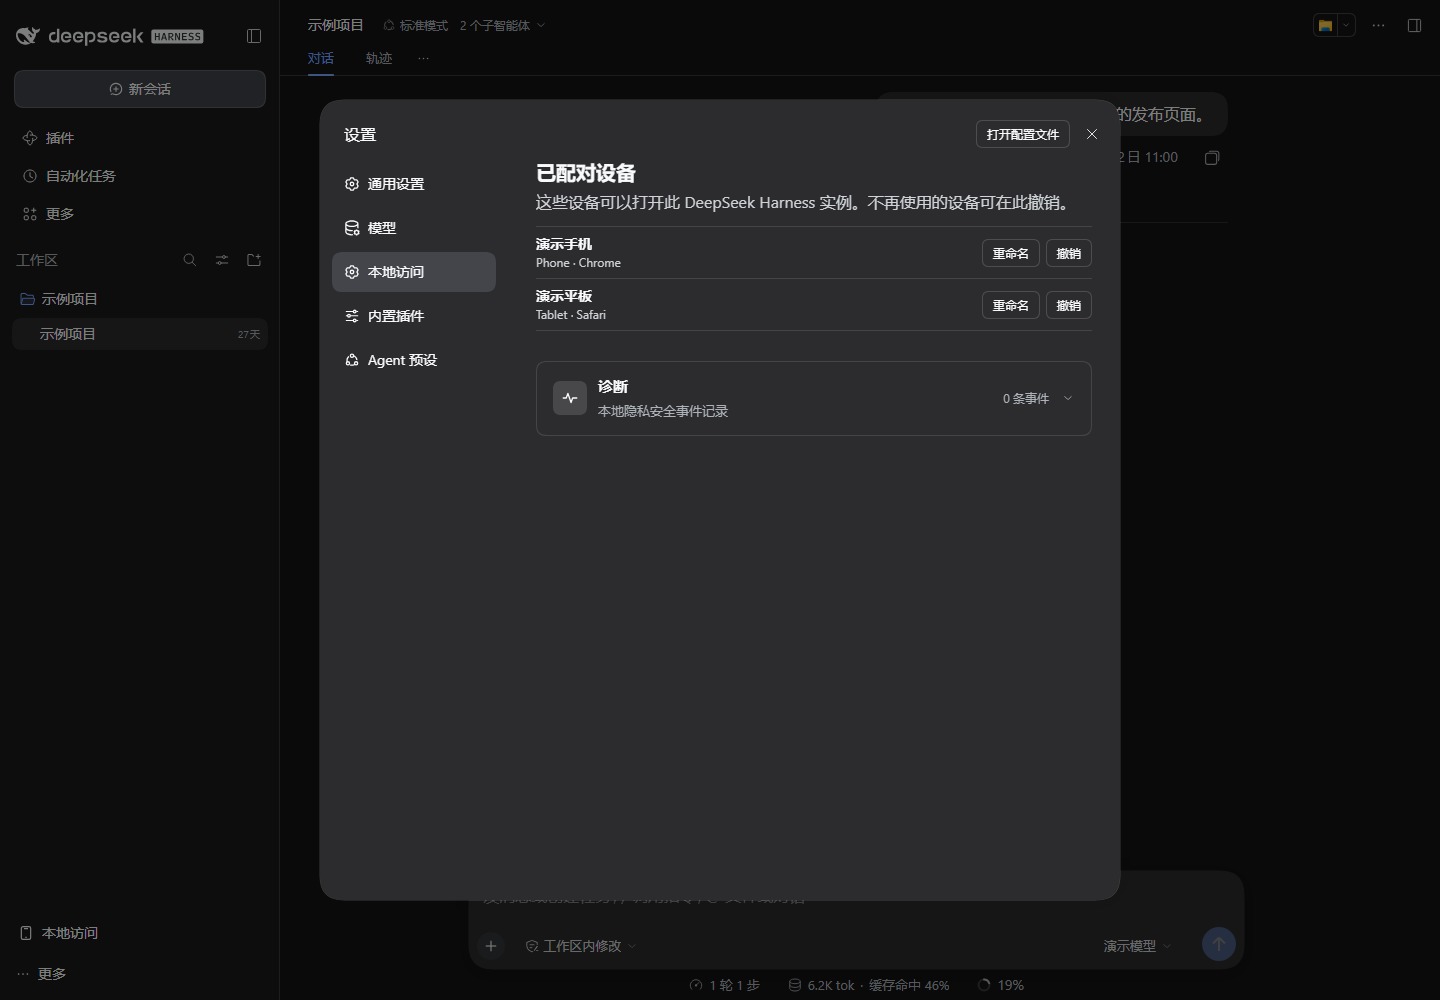 deepseek HARNESS
新会话
插件
自动化任务
更多
工作区
示例项目
示例项目 27天
本地访问
更多
示例项目 标准模式 2 个子智能体
对话 轨迹
的发布页面。
2日 11:00
设置
打开配置文件
通用设置
模型
本地访问
内置插件
Agent 预设
已配对设备
这些设备可以打开此 DeepSeek Harness 实例。不再使用的设备可在此撤销。
演示手机
Phone · Chrome
重命名 撤销
演示平板
Tablet · Safari
重命名 撤销
诊断
本地隐私安全事件记录
0 条事件
工作区内修改
演示模型
1 轮 1 步 6.2K tok · 缓存命中 46% 19%